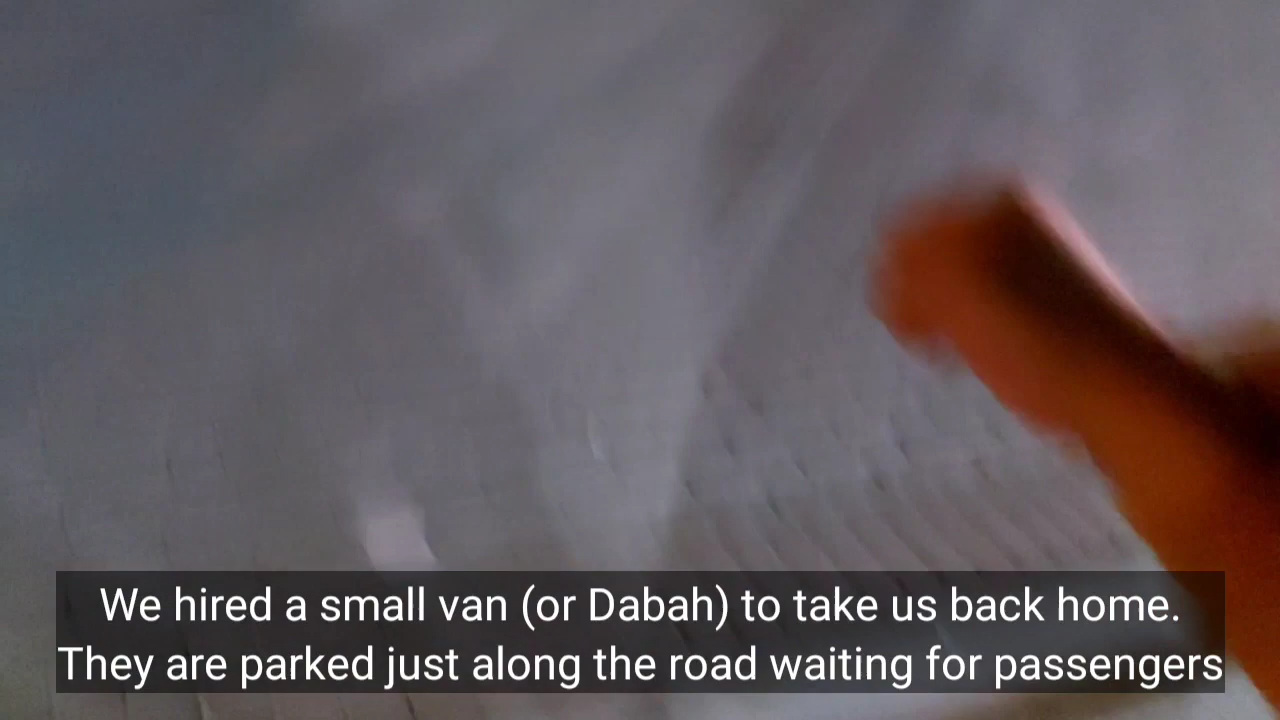 We hired a small van (or Dabah) to take us back home.
They are parked just along the road waiting for passengers